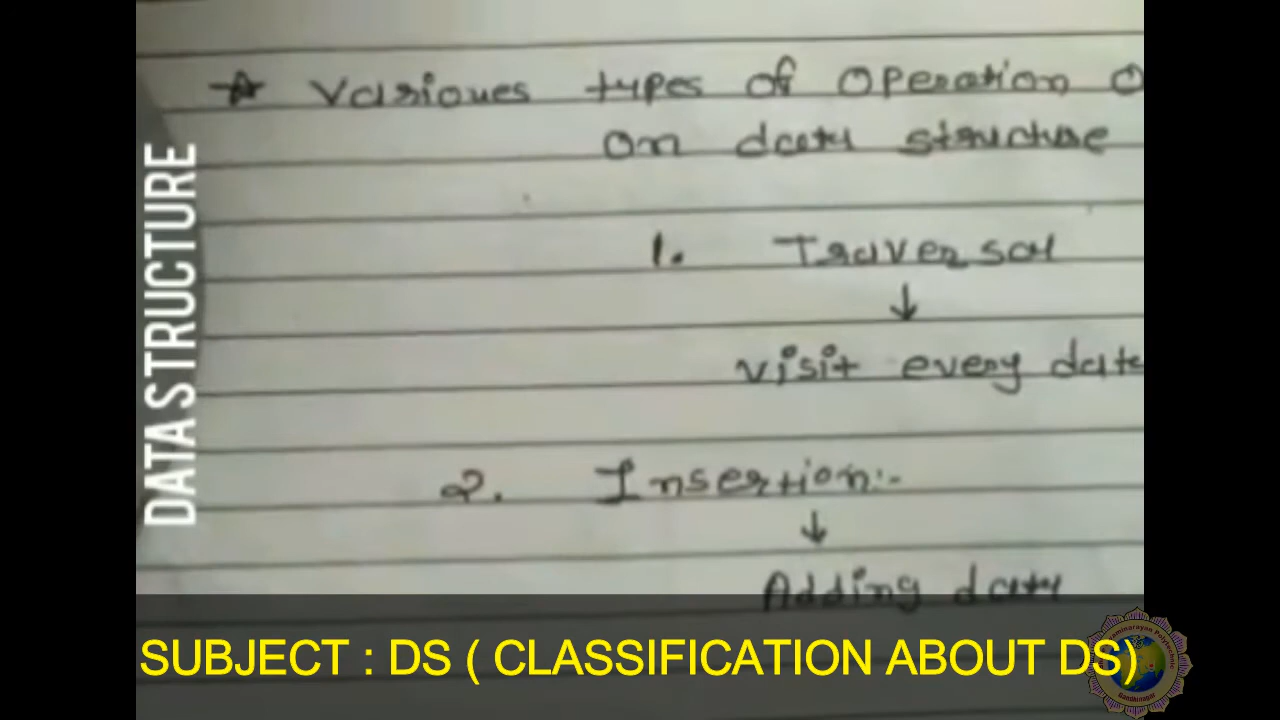 ☆ Varioues types of operation O
on data structure
1. Traversal
↓
visit every data
2. Insertion:-
↓
Adding data
DATA STRUCTURE
SUBJECT : DS ( CLASSIFICATION ABOUT DS)
Gandhinagar